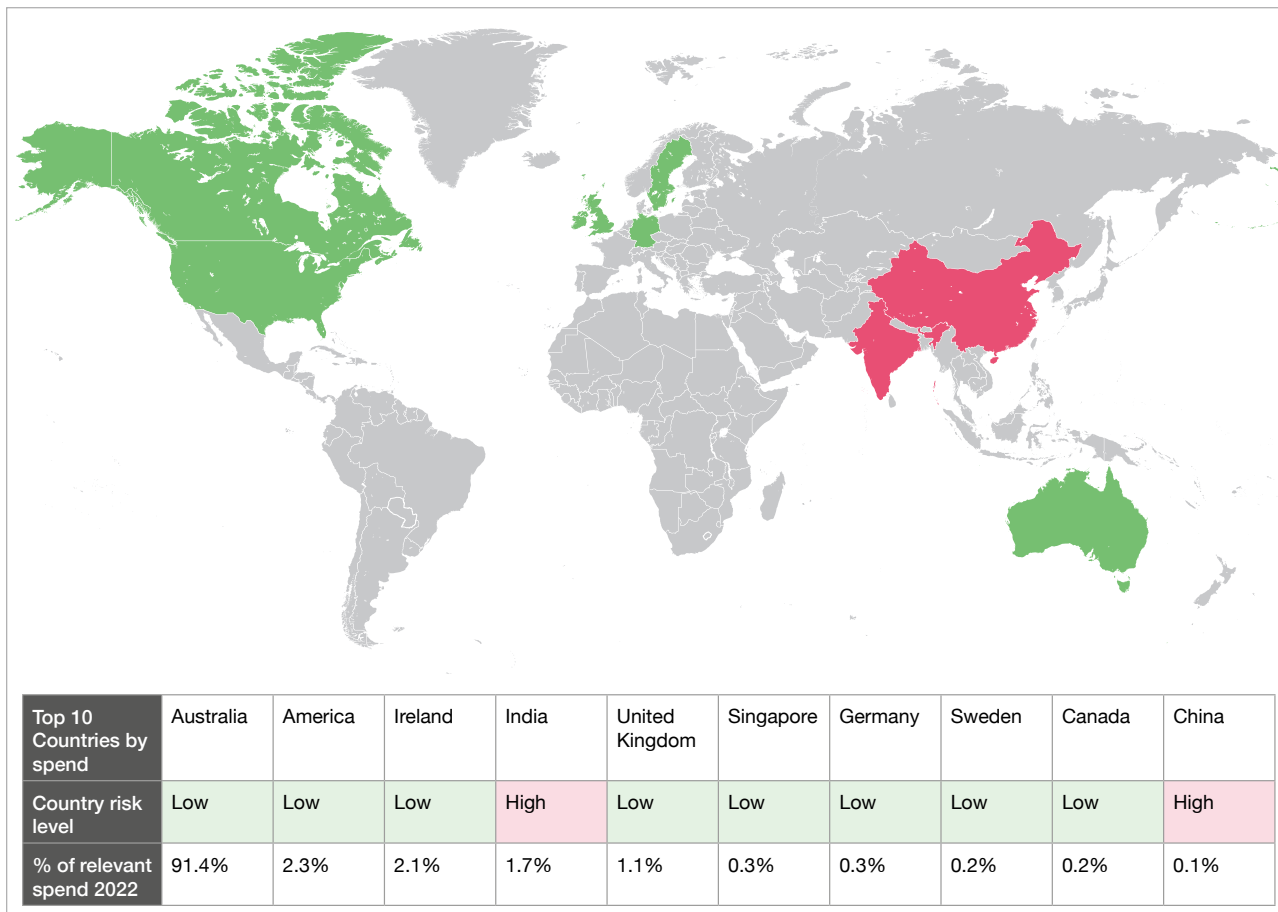 Top 10 Countries by spend Australia America Ireland India United Kingdom Singapore Germany Sweden Canada China
Country risk level Low Low Low High Low Low Low Low Low High
% of relevant spend 2022 91.4% 2.3% 2.1% 1.7% 1.1% 0.3% 0.3% 0.2% 0.2% 0.1%